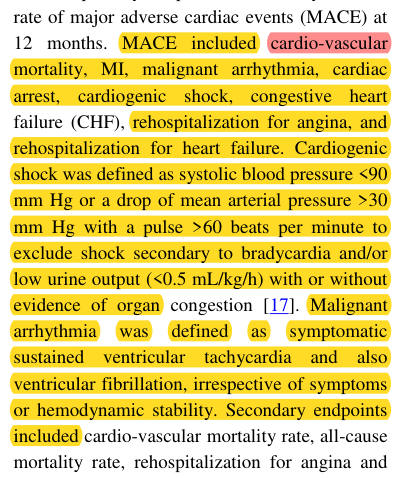 rate of major adverse cardiac events (MACE) at
12 months. MACE included cardio-vascular
mortality, MI, malignant arrhythmia, cardiac
arrest, cardiogenic shock, congestive heart
failure (CHF), rehospitalization for angina, and
rehospitalization for heart failure. Cardiogenic
shock was defined as systolic blood pressure <90
mm Hg or a drop of mean arterial pressure >30
mm Hg with a pulse >60 beats per minute to
exclude shock secondary to bradycardia and/or
low urine output (<0.5 mL/kg/h) with or without
evidence of organ congestion [17]. Malignant
arrhythmia was defined as symptomatic
sustained ventricular tachycardia and also
ventricular fibrillation, irrespective of symptoms
or hemodynamic stability. Secondary endpoints
included cardio-vascular mortality rate, all-cause
mortality rate, rehospitalization for angina and